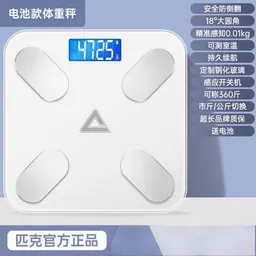 电池款体重秤
47.25
安全防侧翻
18°大圆角
精准感知0.01kg
可测室温
持久续航
定制钢化玻璃
感应开关机
可称360斤
市斤/公斤切换
超长品牌质保
送电池
匹克官方正品